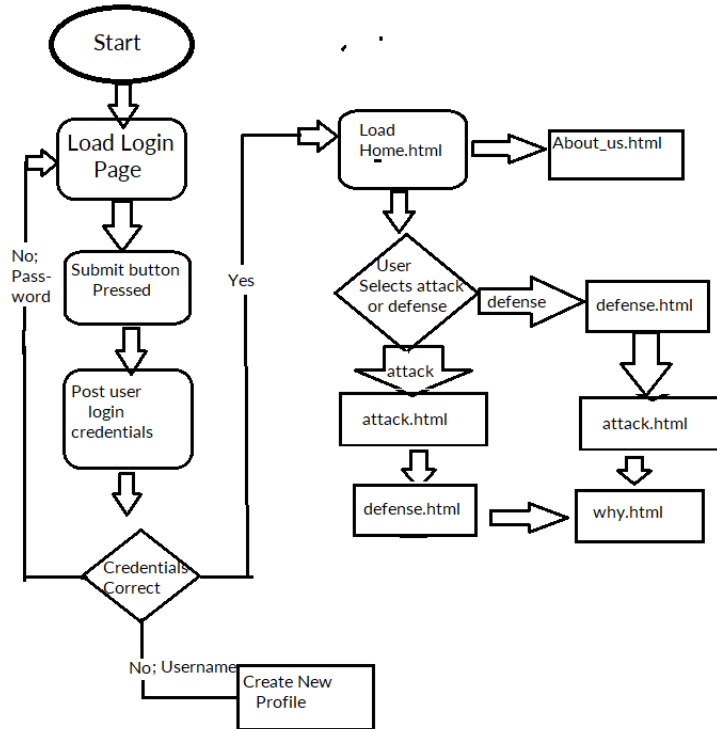 Start
Load Login
Page
Submit button
Pressed
Post user
login
credentials
Credentials
Correct
No;
Pass-
word
Yes
No; Username
Create New
Profile
Load
Home.html
About_us.html
User
Selects attack
or defense
defense
defense.html
attack
attack.html
attack.html
defense.html
why.html